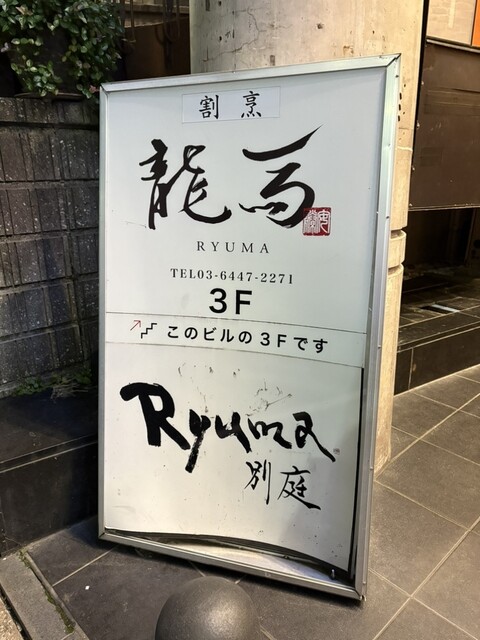 割烹
龍馬
RYUMA
TEL03-6447-2271
3F
このビルの3Fです
Ryuma
別庭